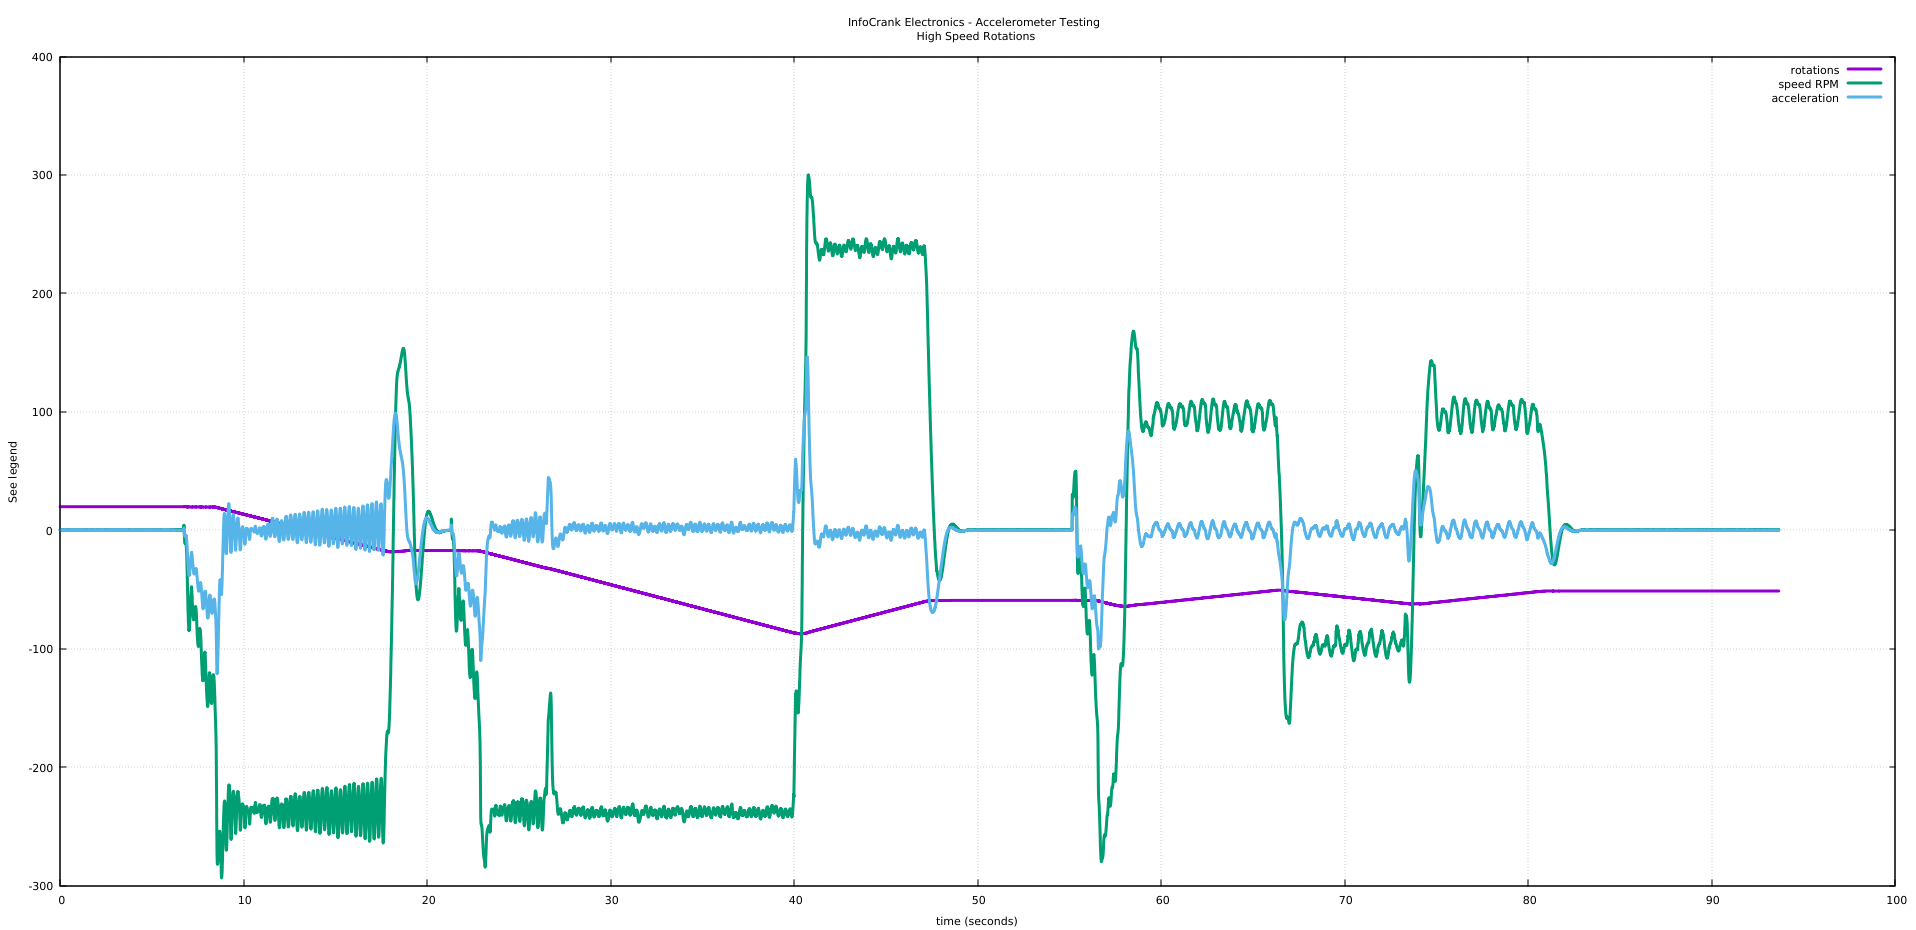 InfoCrank Electronics - Accelerometer Testing
High Speed Rotations
rotations
speed RPM
acceleration
See legend
400
300
200
100
0
-100
-200
-300
0 10 20 30 40 50 60 70 80 90 100
time (seconds)